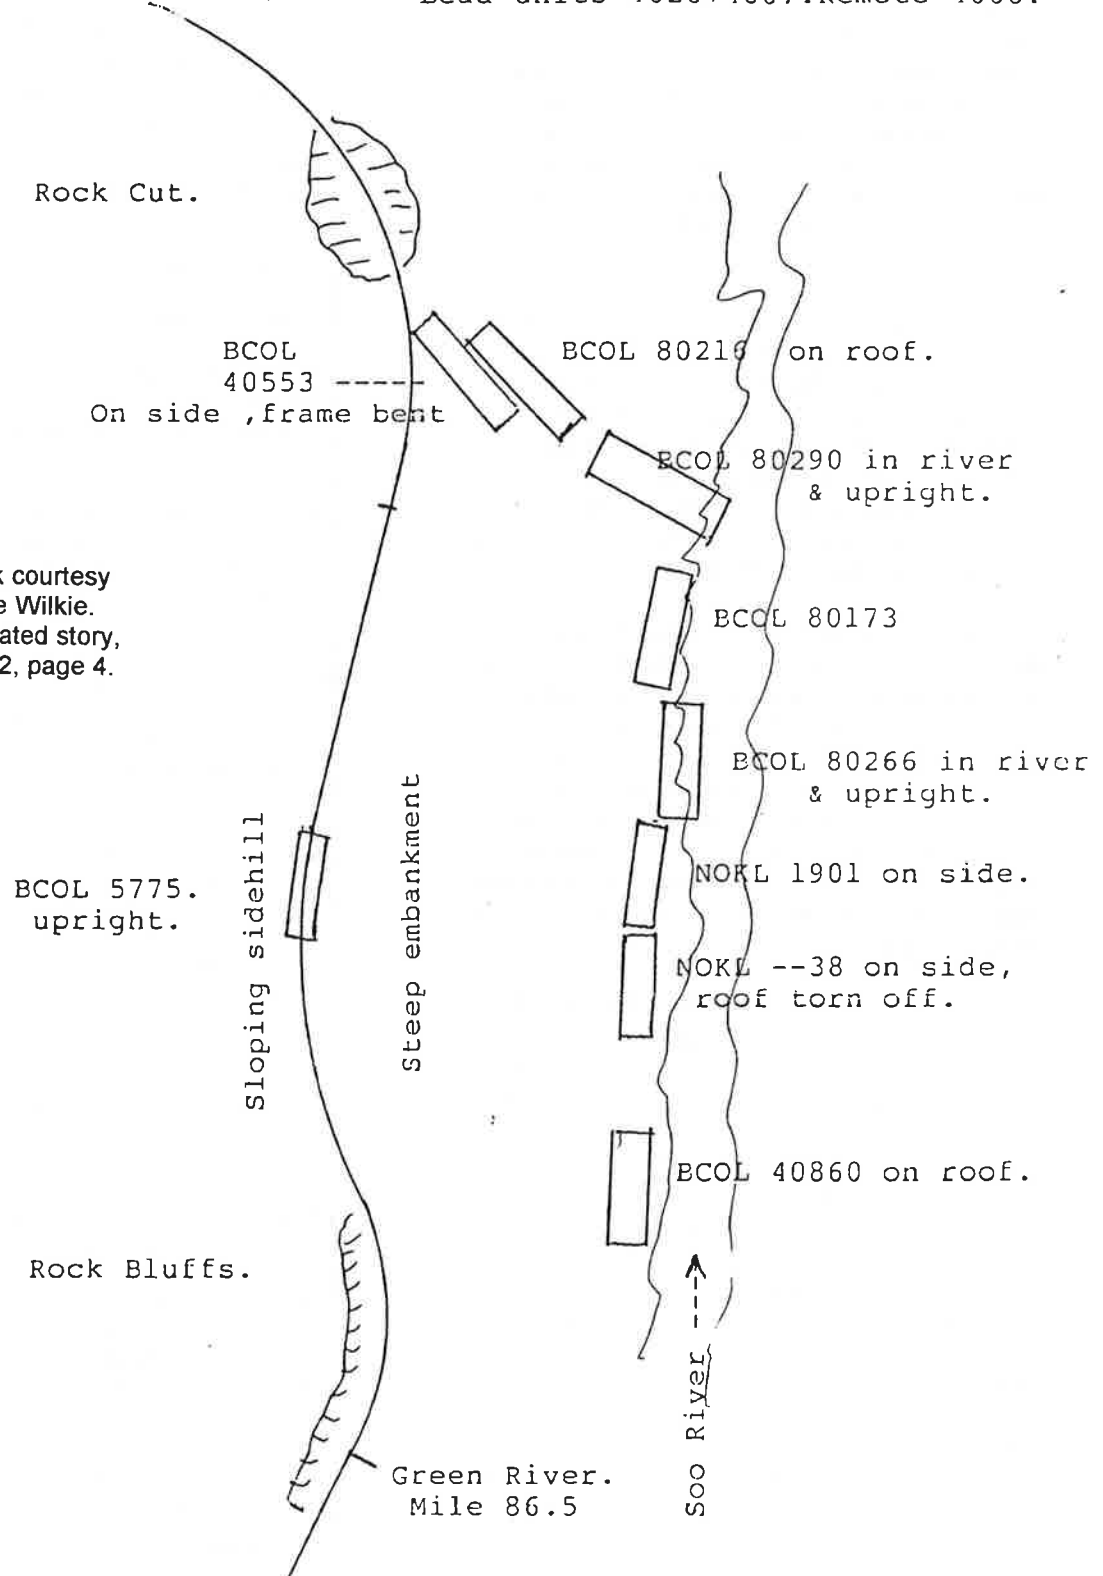 Rock Cut.
BCOL
40553 -----
On side ,frame bent
BCOL 80216 on roof.
BCOL 80290 in river
& upright.
k courtesy
e Wilkie.
ated story,
2, page 4.
BCOL 80173
BCOL 80266 in river
& upright.
Sloping sidehill
Steep embankment
BCOL 5775.
upright.
NOKL 1901 on side.
NOKL --38 on side,
roof torn off.
BCOL 40860 on roof.
Rock Bluffs.
Soo River
Green River.
Mile 86.5